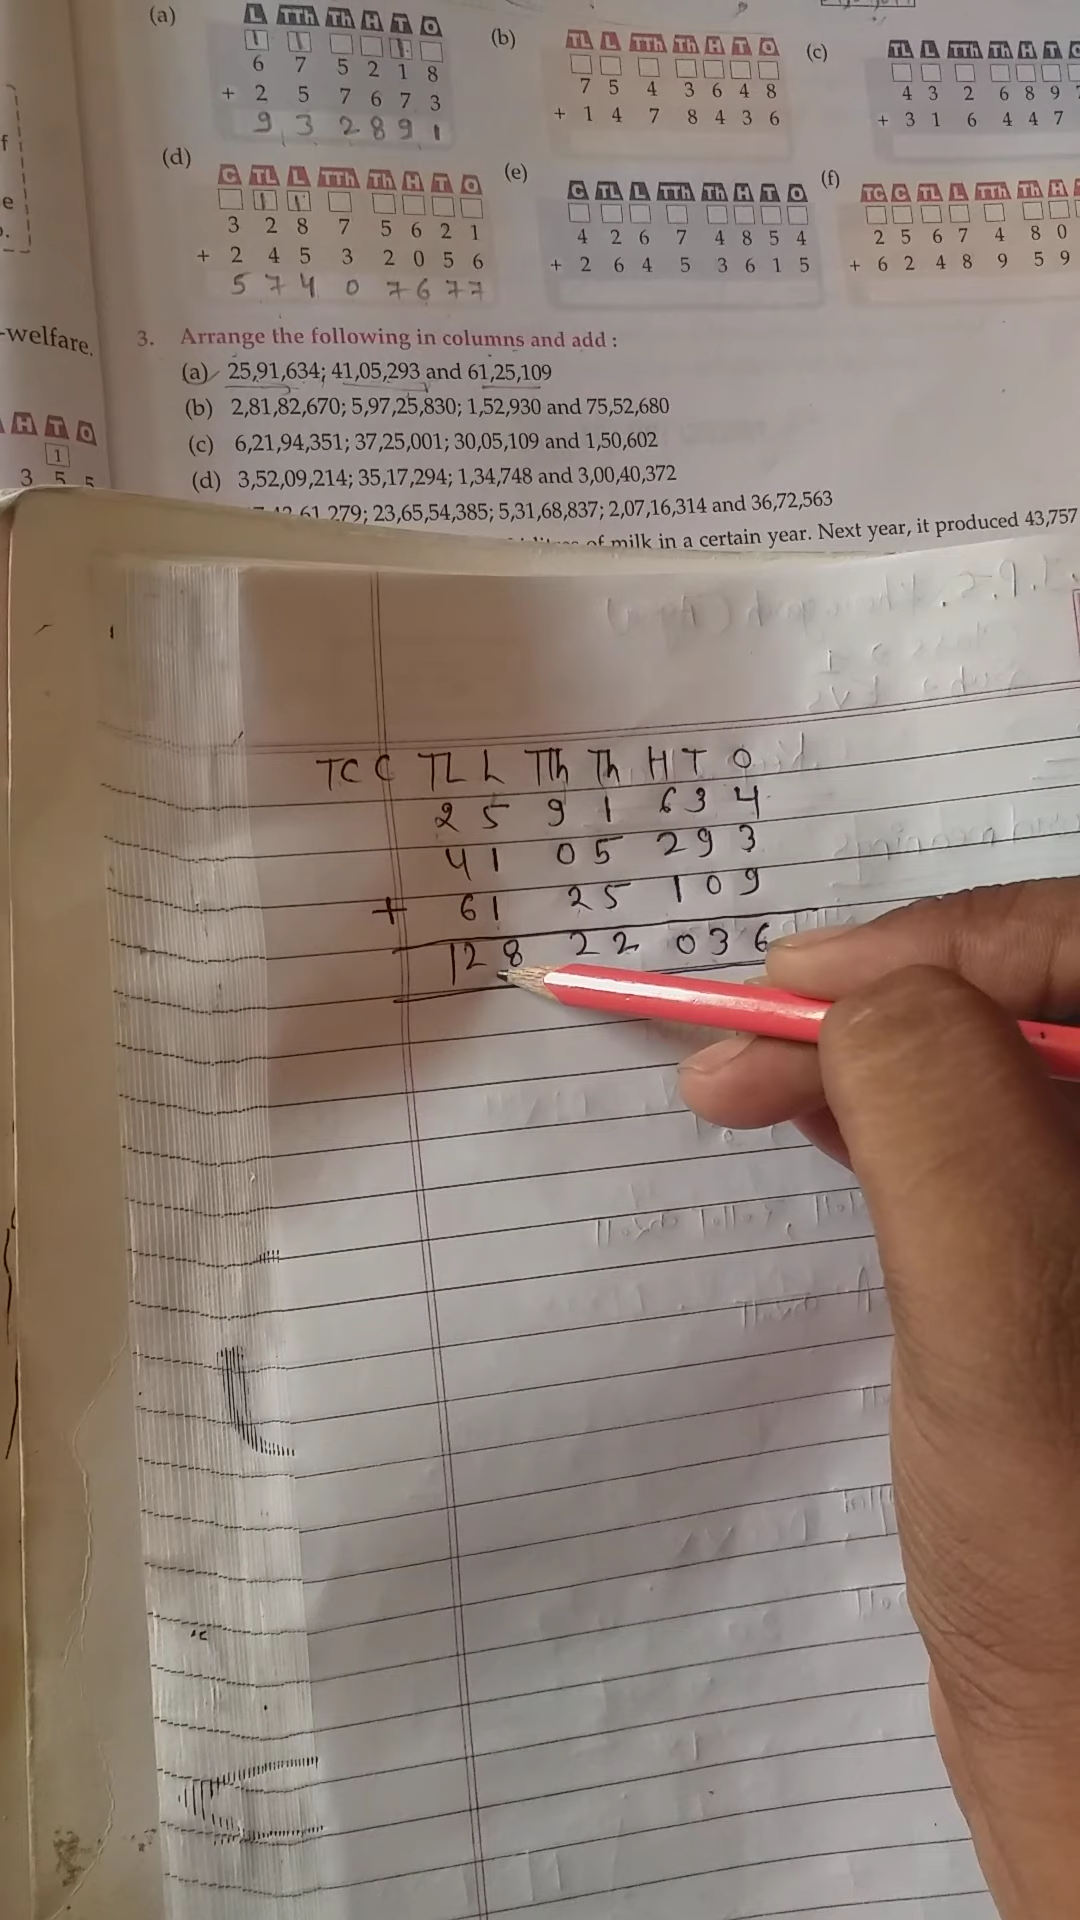 (a)
L TTh Th H T O
1 1 1
6 7 5 2 1 8
+ 2 5 7 6 7 3
9 3 2 8 9 1
(b)
TL L TTh Th H T O
7 5 4 3 6 4 8
+ 1 4 7 8 4 3 6
(c)
TL L TTh Th H T
4 3 2 6 8 9
+ 3 1 6 4 4 7
(d)
C TL L TTh Th H T O
1 1
3 2 8 7 5 6 2 1
+ 2 4 5 3 2 0 5 6
5 7 4 0 7 6 7 7
(e)
C TL L TTh Th H T O
4 2 6 7 4 8 5 4
+ 2 6 4 5 3 6 1 5
(f)
TC C TL L TTh Th H
2 5 6 7 4 8 0
+ 6 2 4 8 9 5 9
-welfare.
H T O
1
3 5 5
3. Arrange the following in columns and add :
(a) 25,91,634; 41,05,293 and 61,25,109
(b) 2,81,82,670; 5,97,25,830; 1,52,930 and 75,52,680
(c) 6,21,94,351; 37,25,001; 30,05,109 and 1,50,602
(d) 3,52,09,214; 35,17,294; 1,34,748 and 3,00,40,372
61,279; 23,65,54,385; 5,31,68,837; 2,07,16,314 and 36,72,563
of milk in a certain year. Next year, it produced 43,757
TC C TL L TTh Th H T O
2 5 9 1 6 3 4
4 1 0 5 2 9 3
+ 6 1 2 5 1 0 9
1 2 8 2 2 0 3 6